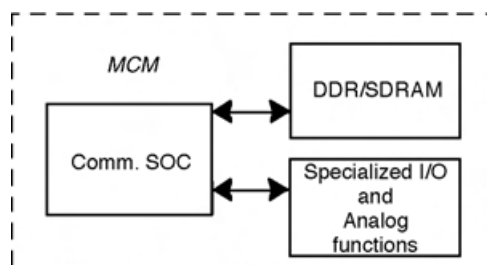 MCM
DDR/SDRAM
Comm. SOC
Specialized I/O
and
Analog
functions